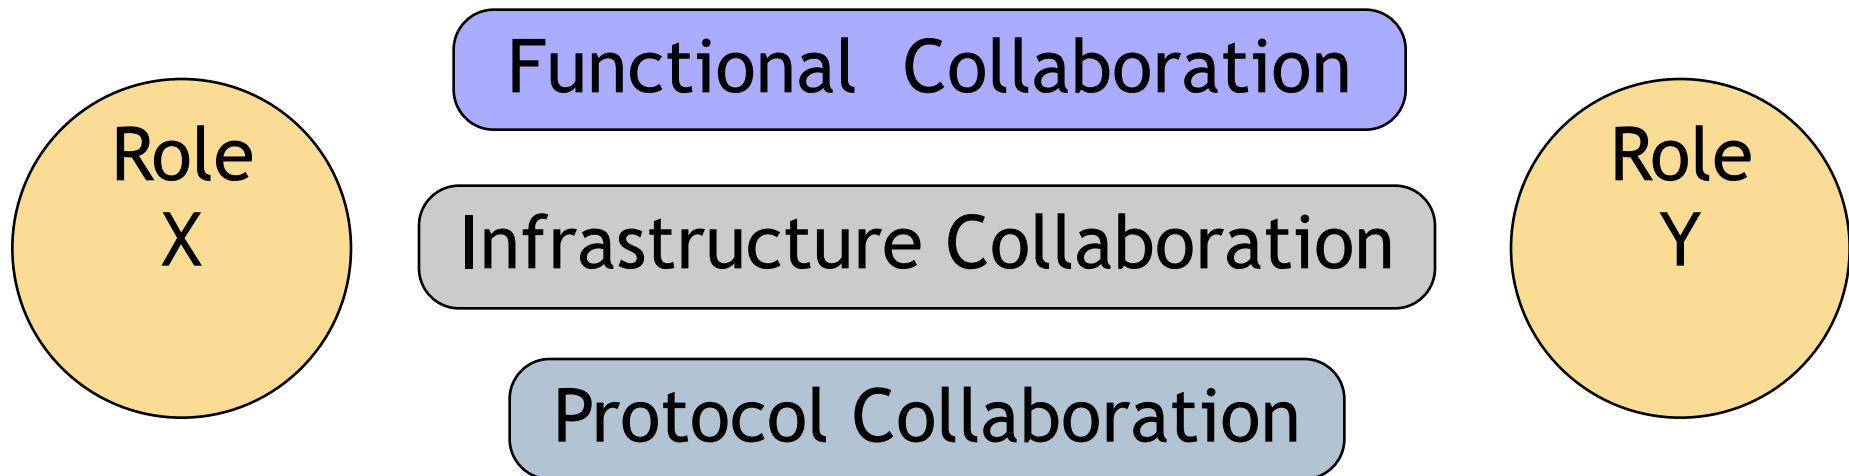 Functional  Collaboration
Role
X
Infrastructure Collaboration
Role
Y
Protocol Collaboration